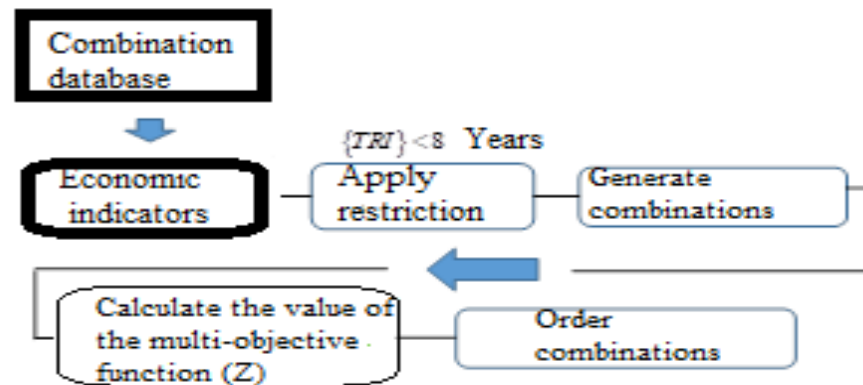 Combination
database
{TRI}<8 Years
Economic
indicators
Apply
restriction
Generate
combinations
Calculate the value of
the multi-objective
function (Z)
Order
combinations